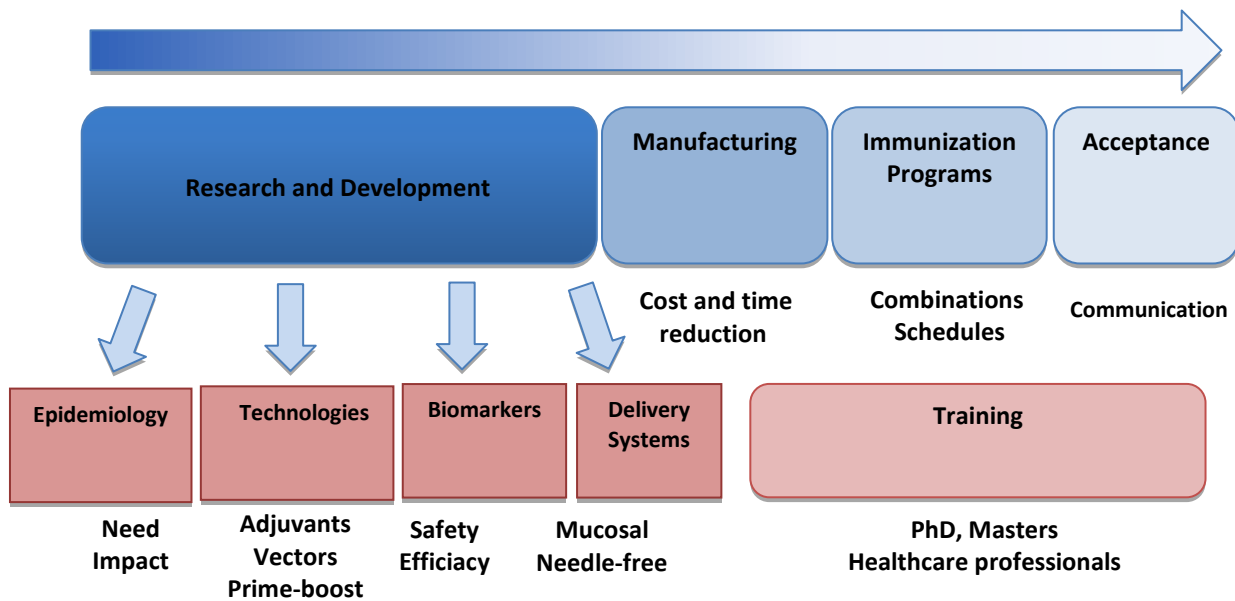 Research and Development
Manufacturing
Immunization
Programs
Acceptance
Cost and time
reduction
Combinations
Schedules
Communication
Epidemiology
Technologies
Biomarkers
Delivery
Systems
Training
Need
Impact
Adjuvants
Vectors
Prime-boost
Safety
Efficiacy
Mucosal
Needle-free
PhD, Masters
Healthcare professionals